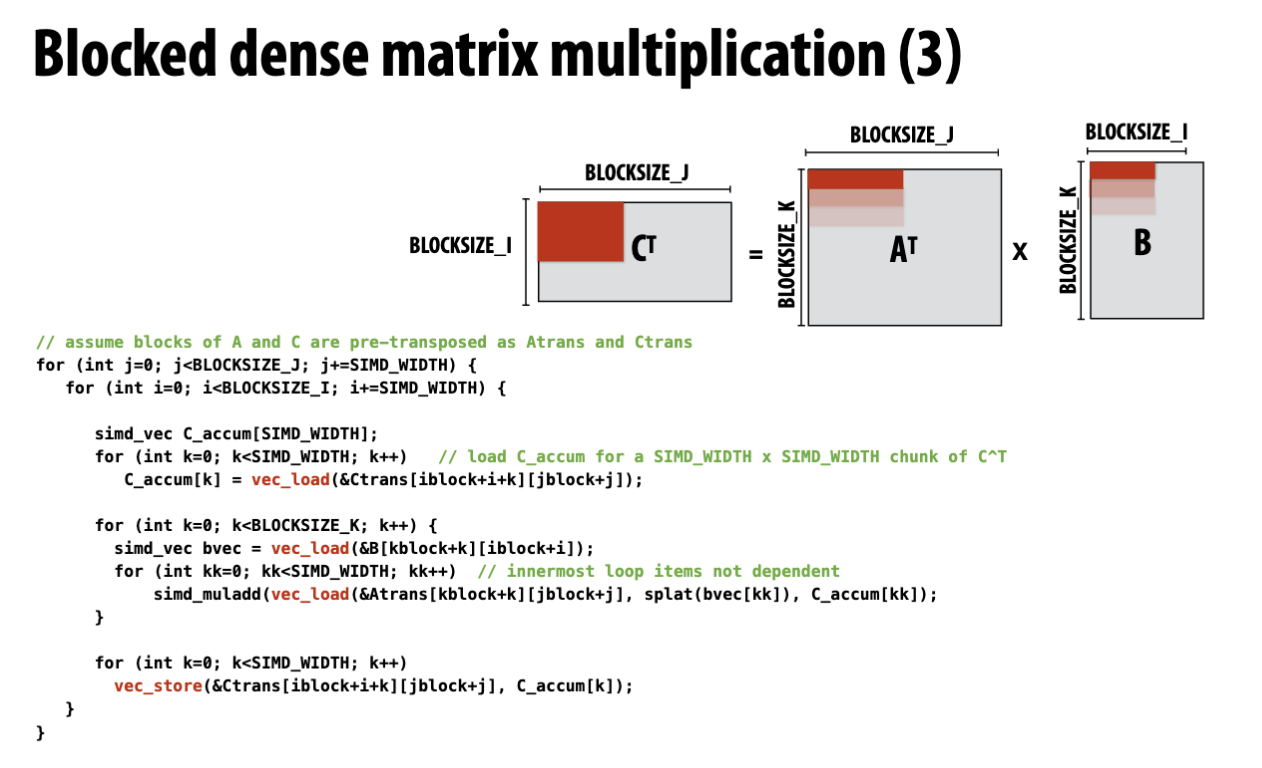 Blocked dense matrix multiplication (3)
BLOCKSIZE_J
BLOCKSIZE_I
BLOCKSIZE_J
BLOCKSIZE_I
Cᵀ
=
BLOCKSIZE_K
Aᵀ
x
BLOCKSIZE_K
B
// assume blocks of A and C are pre-transposed as Atrans and Ctrans
for (int j=0; j<BLOCKSIZE_J; j+=SIMD_WIDTH) {
for (int i=0; i<BLOCKSIZE_I; i+=SIMD_WIDTH) {
simd_vec C_accum[SIMD_WIDTH];
for (int k=0; k<SIMD_WIDTH; k++) // load C_accum for a SIMD_WIDTH x SIMD_WIDTH chunk of C^T
C_accum[k] = vec_load(&Ctrans[iblock+i+k][jblock+j]);
for (int k=0; k<BLOCKSIZE_K; k++) {
simd_vec bvec = vec_load(&B[kblock+k][iblock+i]);
for (int kk=0; kk<SIMD_WIDTH; kk++) // innermost loop items not dependent
simd_muladd(vec_load(&Atrans[kblock+k][jblock+j], splat(bvec[kk]), C_accum[kk]);
}
for (int k=0; k<SIMD_WIDTH; k++)
vec_store(&Ctrans[iblock+i+k][jblock+j], C_accum[k]);
}
}